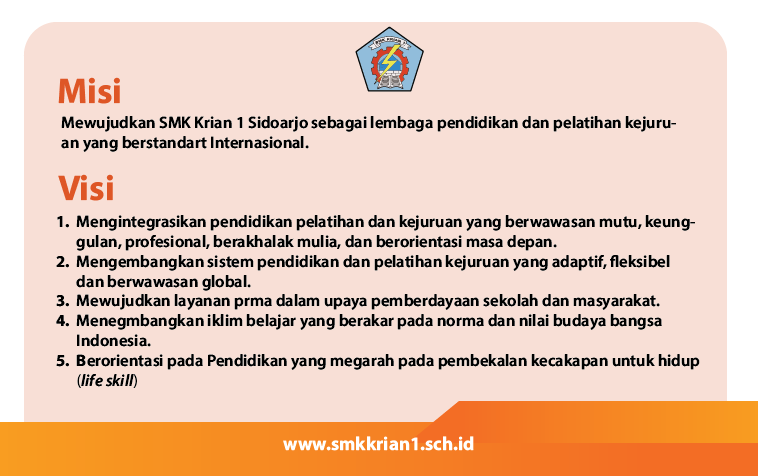 SMK KRIAN 1
Misi
Mewujudkan SMK Krian 1 Sidoarjo sebagai lembaga pendidikan dan pelatihan kejuru-
an yang berstandart Internasional.
Visi
1. Mengintegrasikan pendidikan pelatihan dan kejuruan yang berwawasan mutu, keung-
gulan, profesional, berakhalak mulia, dan berorientasi masa depan.
2. Mengembangkan sistem pendidikan dan pelatihan kejuruan yang adaptif, fleksibel
dan berwawasan global.
3. Mewujudkan layanan prma dalam upaya pemberdayaan sekolah dan masyarakat.
4. Menegmbangkan iklim belajar yang berakar pada norma dan nilai budaya bangsa
Indonesia.
5. Berorientasi pada Pendidikan yang megarah pada pembekalan kecakapan untuk hidup
(life skill)
www.smkkrian1.sch.id